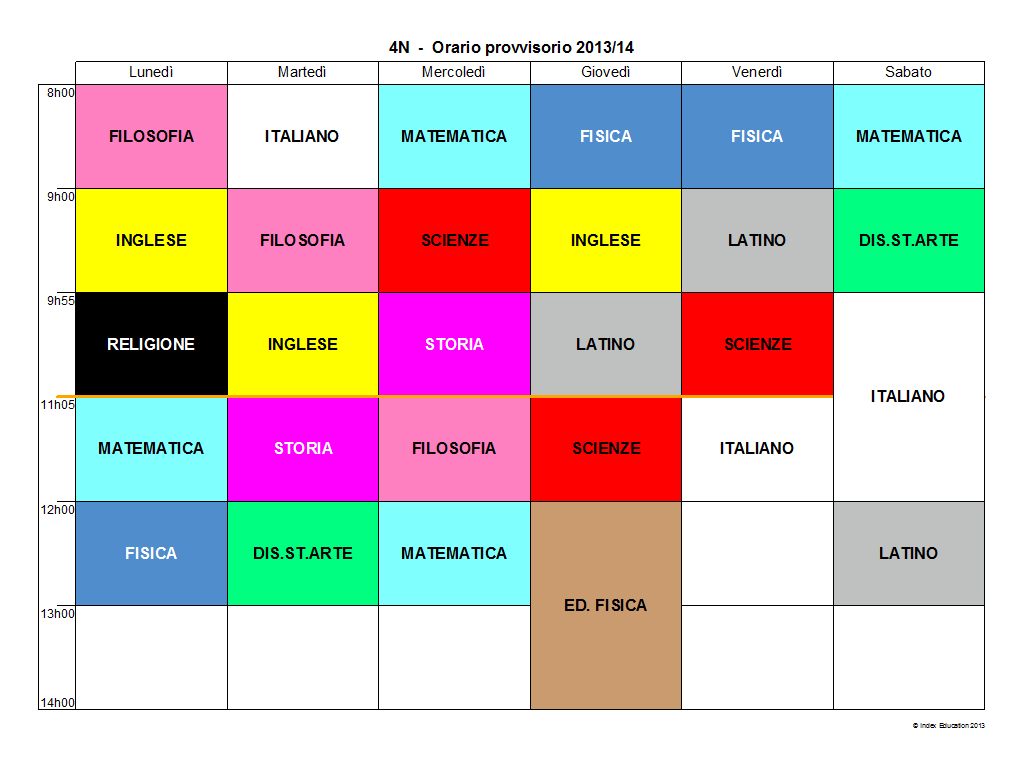 4N  -  Orario provvisorio 2013/14
Lunedì Martedì Mercoledì Giovedì Venerdì Sabato
8h00
FILOSOFIA ITALIANO MATEMATICA FISICA FISICA MATEMATICA
9h00
INGLESE FILOSOFIA SCIENZE INGLESE LATINO DIS.ST.ARTE
9h55
RELIGIONE INGLESE STORIA LATINO SCIENZE
ITALIANO
11h05
MATEMATICA STORIA FILOSOFIA SCIENZE ITALIANO
12h00
FISICA DIS.ST.ARTE MATEMATICA LATINO
ED. FISICA
13h00
14h00
© Index Education 2013